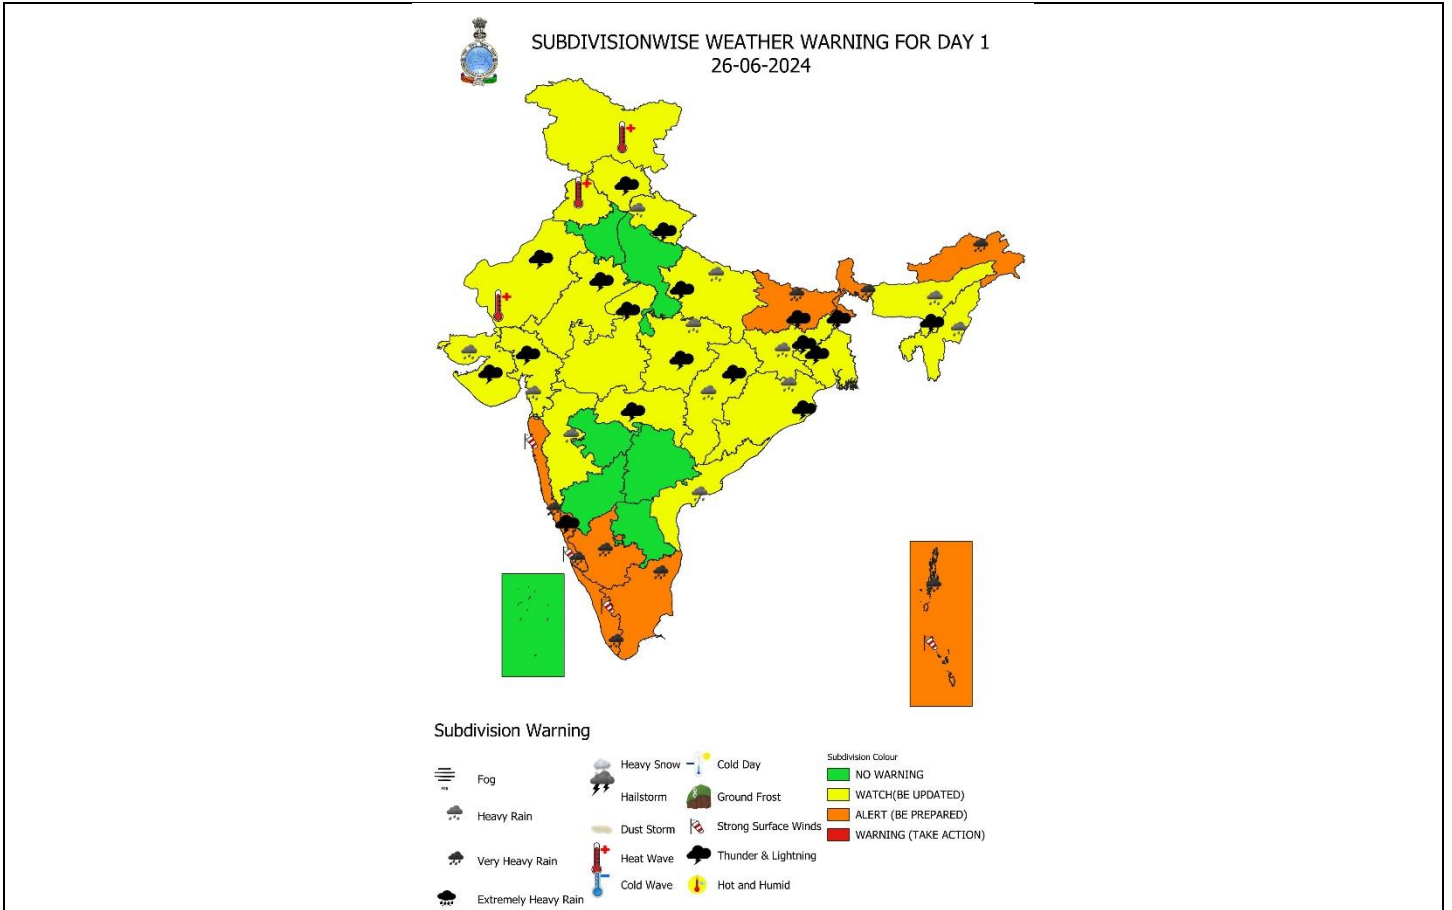 SUBDIVISIONWISE WEATHER WARNING FOR DAY 1
26-06-2024
Subdivision Warning
Fog
Heavy Rain
Very Heavy Rain
Extremely Heavy Rain
Heavy Snow
Hailstorm
Dust Storm
Heat Wave
Cold Wave
Cold Day
Ground Frost
Strong Surface Winds
Thunder & Lightning
Hot and Humid
Subdivision Colour
NO WARNING
WATCH(BE UPDATED)
ALERT (BE PREPARED)
WARNING (TAKE ACTION)